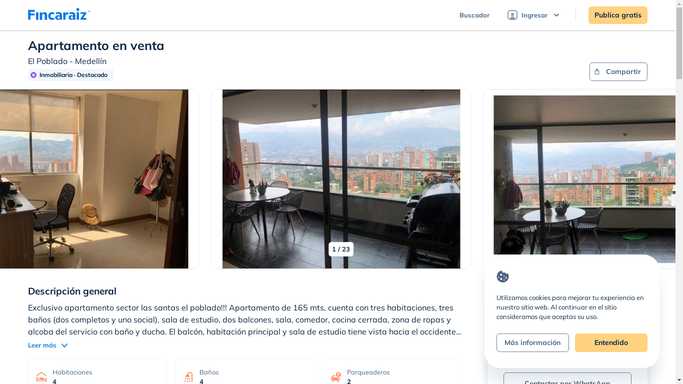 Fincaraiz
Buscador
Ingresar
Publica gratis
Apartamento en venta
El Poblado - Medellín
Inmobiliaria · Destacado
Compartir
1 / 23
Descripción general
Exclusivo apartamento sector las santas el poblado!!! Apartamento de 165 mts, cuenta con tres habitaciones, tres
baños (dos completos y uno social), sala de estudio, dos balcones, sala, comedor, cocina cerrada, zona de ropas y
alcoba del servicio con baño y ducha. El balcón, habitación principal y sala de estudio tiene vista hacia el occidente...
Leer más
Habitaciones
4
Baños
4
Parqueaderos
2
Utilizamos cookies para mejorar tu experiencia en
nuestro sitio web. Al continuar en el sitio
consideramos que aceptas su uso.
Más información
Entendido
Contactar por WhatsApp